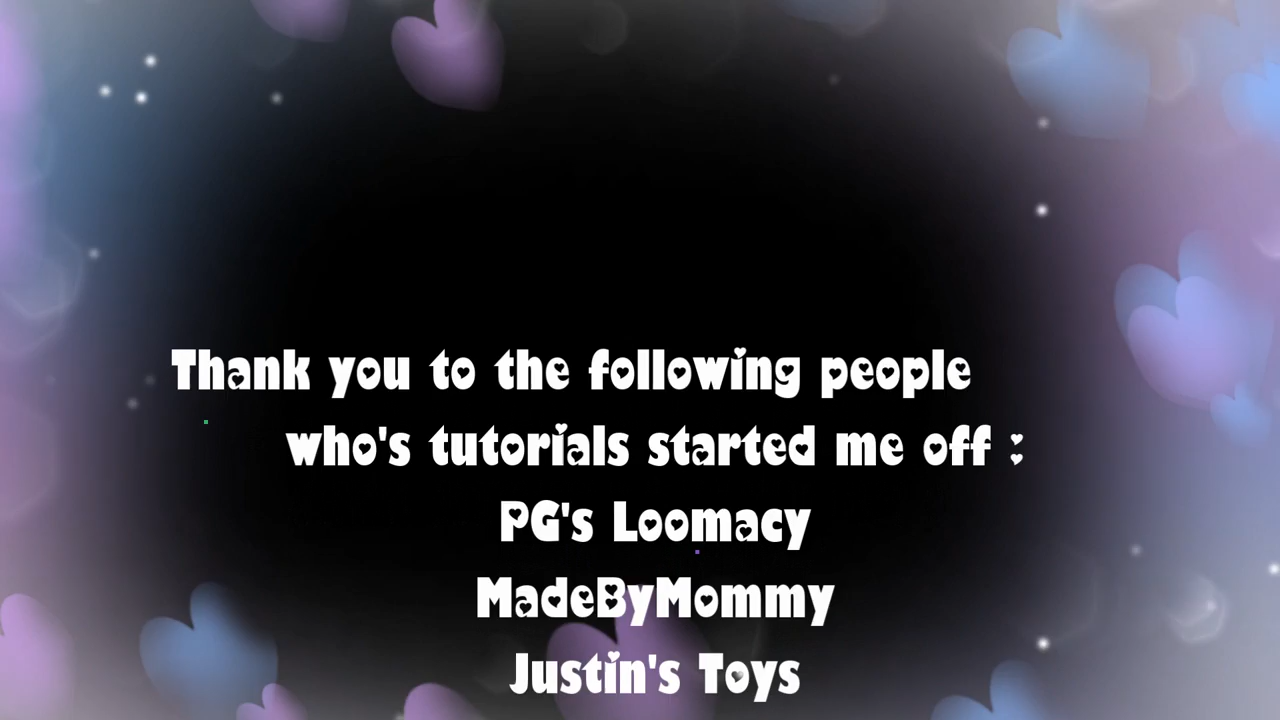 Thank you to the following people
who's tutorials started me off :
PG's Loomacy
MadeByMommy
Justin's Toys